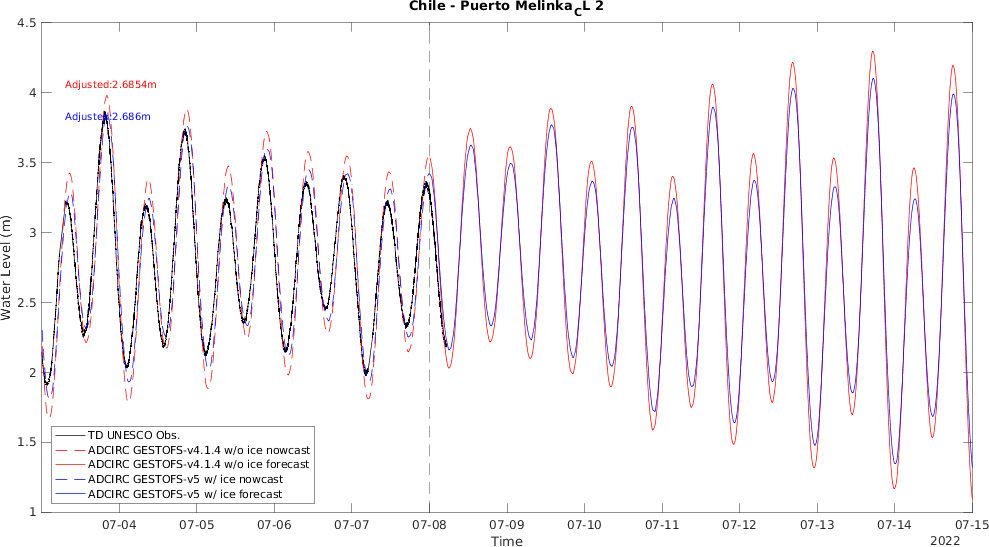 Chile - Puerto MelinkaCL 2
4.5
4
3.5
3
2.5
2
1.5
1
Water Level (m)
Adjusted:2.6854m
Adjusted:2.686m
TD UNESCO Obs.
ADCIRC GESTOFS-v4.1.4 w/o ice nowcast
ADCIRC GESTOFS-v4.1.4 w/o ice forecast
ADCIRC GESTOFS-v5 w/ ice nowcast
ADCIRC GESTOFS-v5 w/ ice forecast
07-04 07-05 07-06 07-07 07-08 07-09 07-10 07-11 07-12 07-13 07-14 07-15
Time
2022